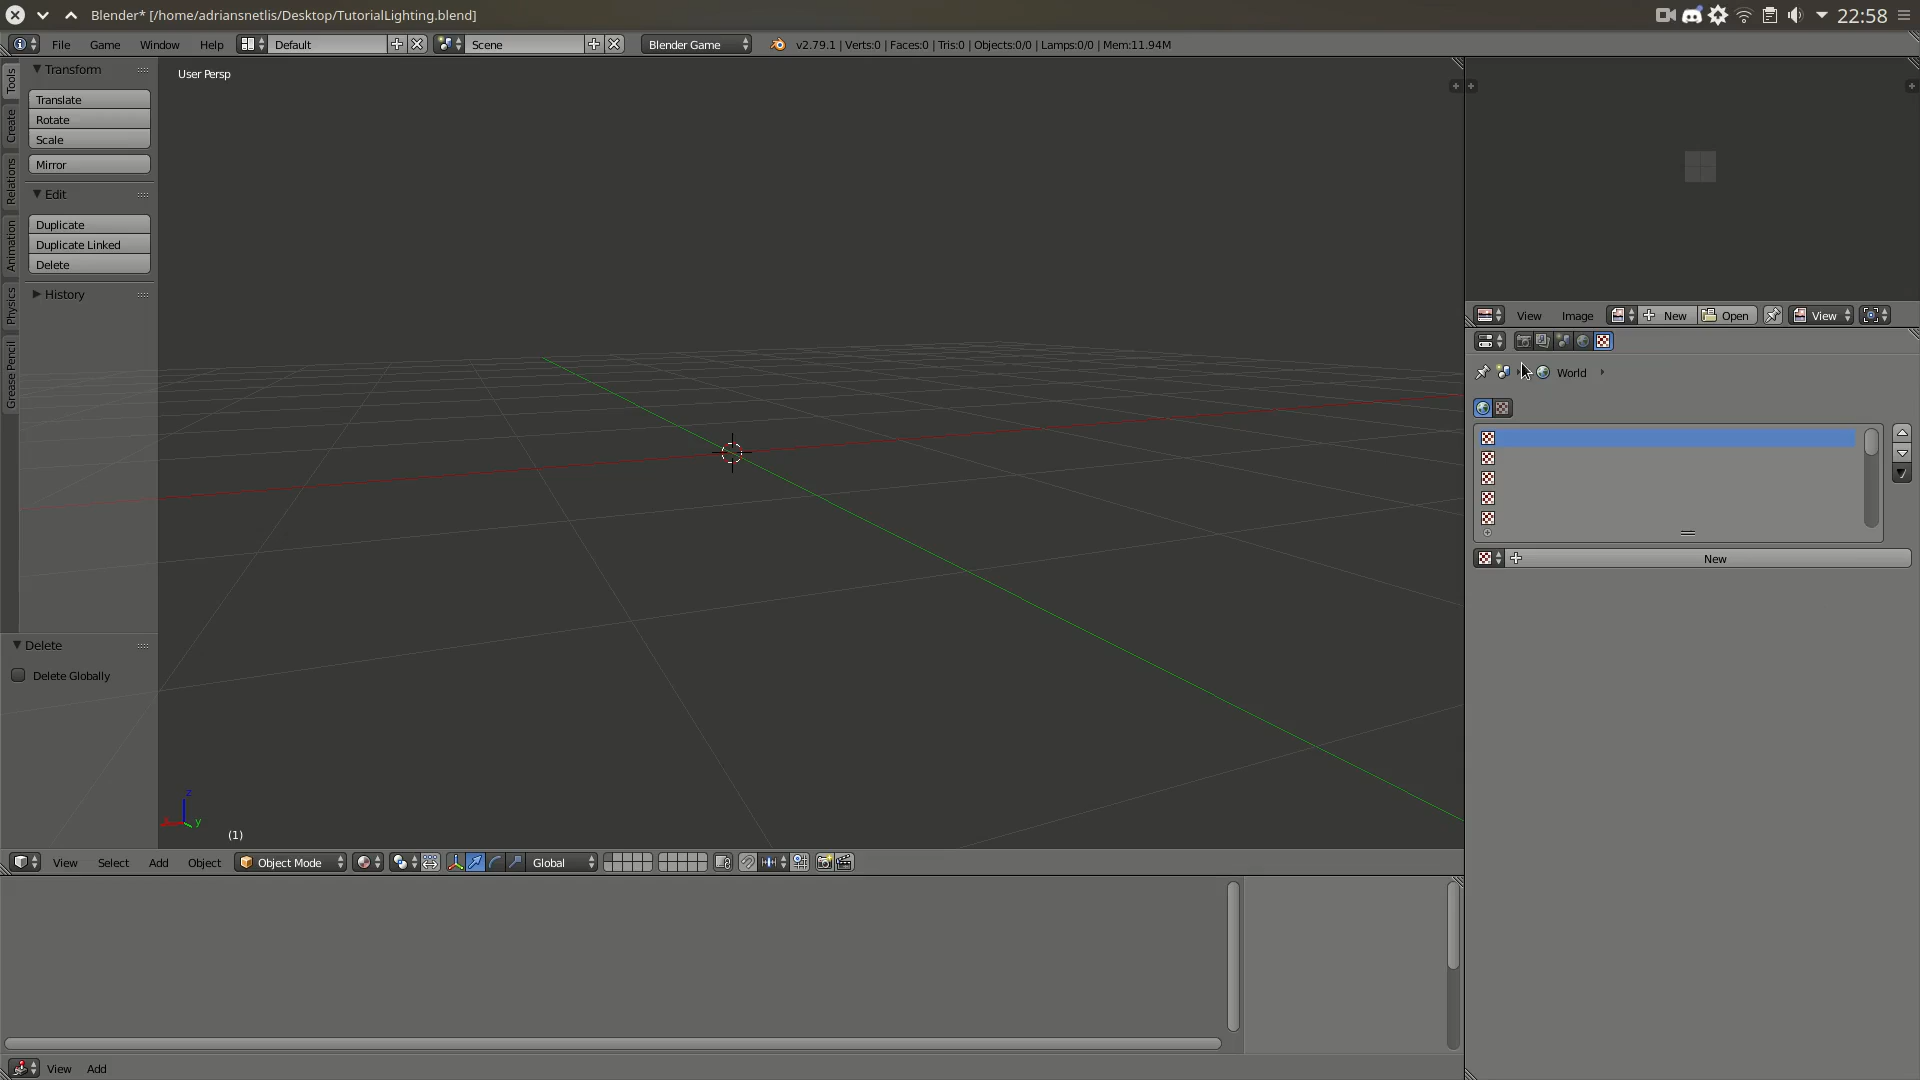 Blender* [/home/adriansnetlis/Desktop/TutorialLighting.blend]
22:58
File Game Window Help Default Scene Blender Game v2.79.1 | Verts:0 | Faces:0 | Tris:0 | Objects:0/0 | Lamps:0/0 | Mem:11.94M
Tools
Create
Relations
Animation
Physics
Grease Pencil
Transform
Translate
Rotate
Scale
Mirror
Edit
Duplicate
Duplicate Linked
Delete
History
Delete
Delete Globally
User Persp
z
x
y
(1)
View Select Add Object Object Mode Global
View Add
View Image New Open View
World
New